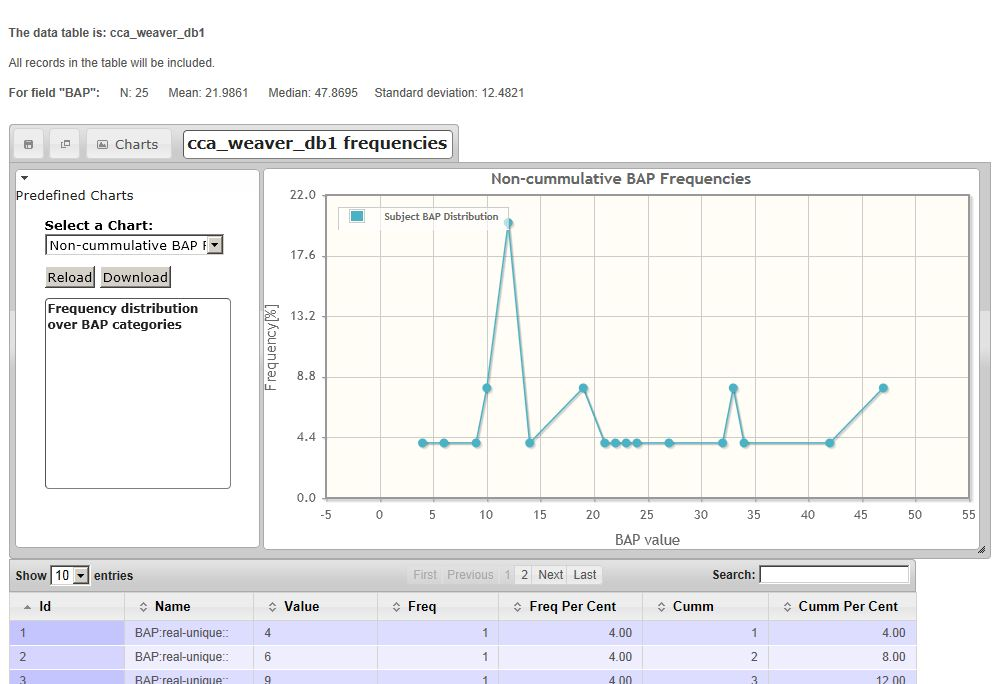 The data table is: cca_weaver_db1
All records in the table will be included.
For field "BAP": N: 25 Mean: 21.9861 Median: 47.8695 Standard deviation: 12.4821
Charts cca_weaver_db1 frequencies
Predefined Charts
Select a Chart:
Non-cummulative BAP F
Reload Download
Frequency distribution
over BAP categories
Non-cummulative BAP Frequencies
Subject BAP Distribution
Frequency[%]
22.0
17.6
13.2
8.8
4.4
0.0
-5 0 5 10 15 20 25 30 35 40 45 50 55
BAP value
Show 10 entries First Previous 1 2 Next Last Search:
Id Name Value Freq Freq Per Cent Cumm Cumm Per Cent
1 BAP:real-unique:: 4 1 4.00 1 4.00
2 BAP:real-unique:: 6 1 4.00 2 8.00
3 BAP:real-unique:: 9 1 4.00 3 12.00